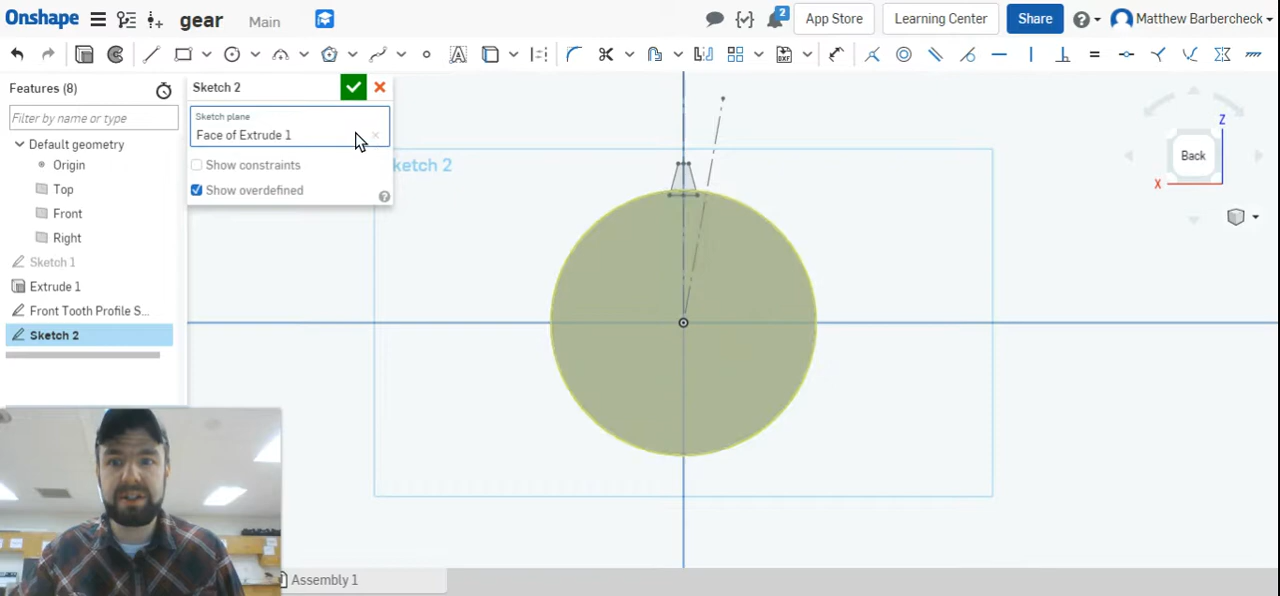 Onshape gear Main 2 App Store Learning Center Share Matthew Barbercheck
Features (8)
Filter by name or type
Default geometry
Origin
Top
Front
Right
Sketch 1
Extrude 1
Front Tooth Profile S...
Sketch 2
Sketch 2
Sketch plane
Face of Extrude 1
Show constraints
Show overdefined
ketch 2
Z
Back
X
Assembly 1